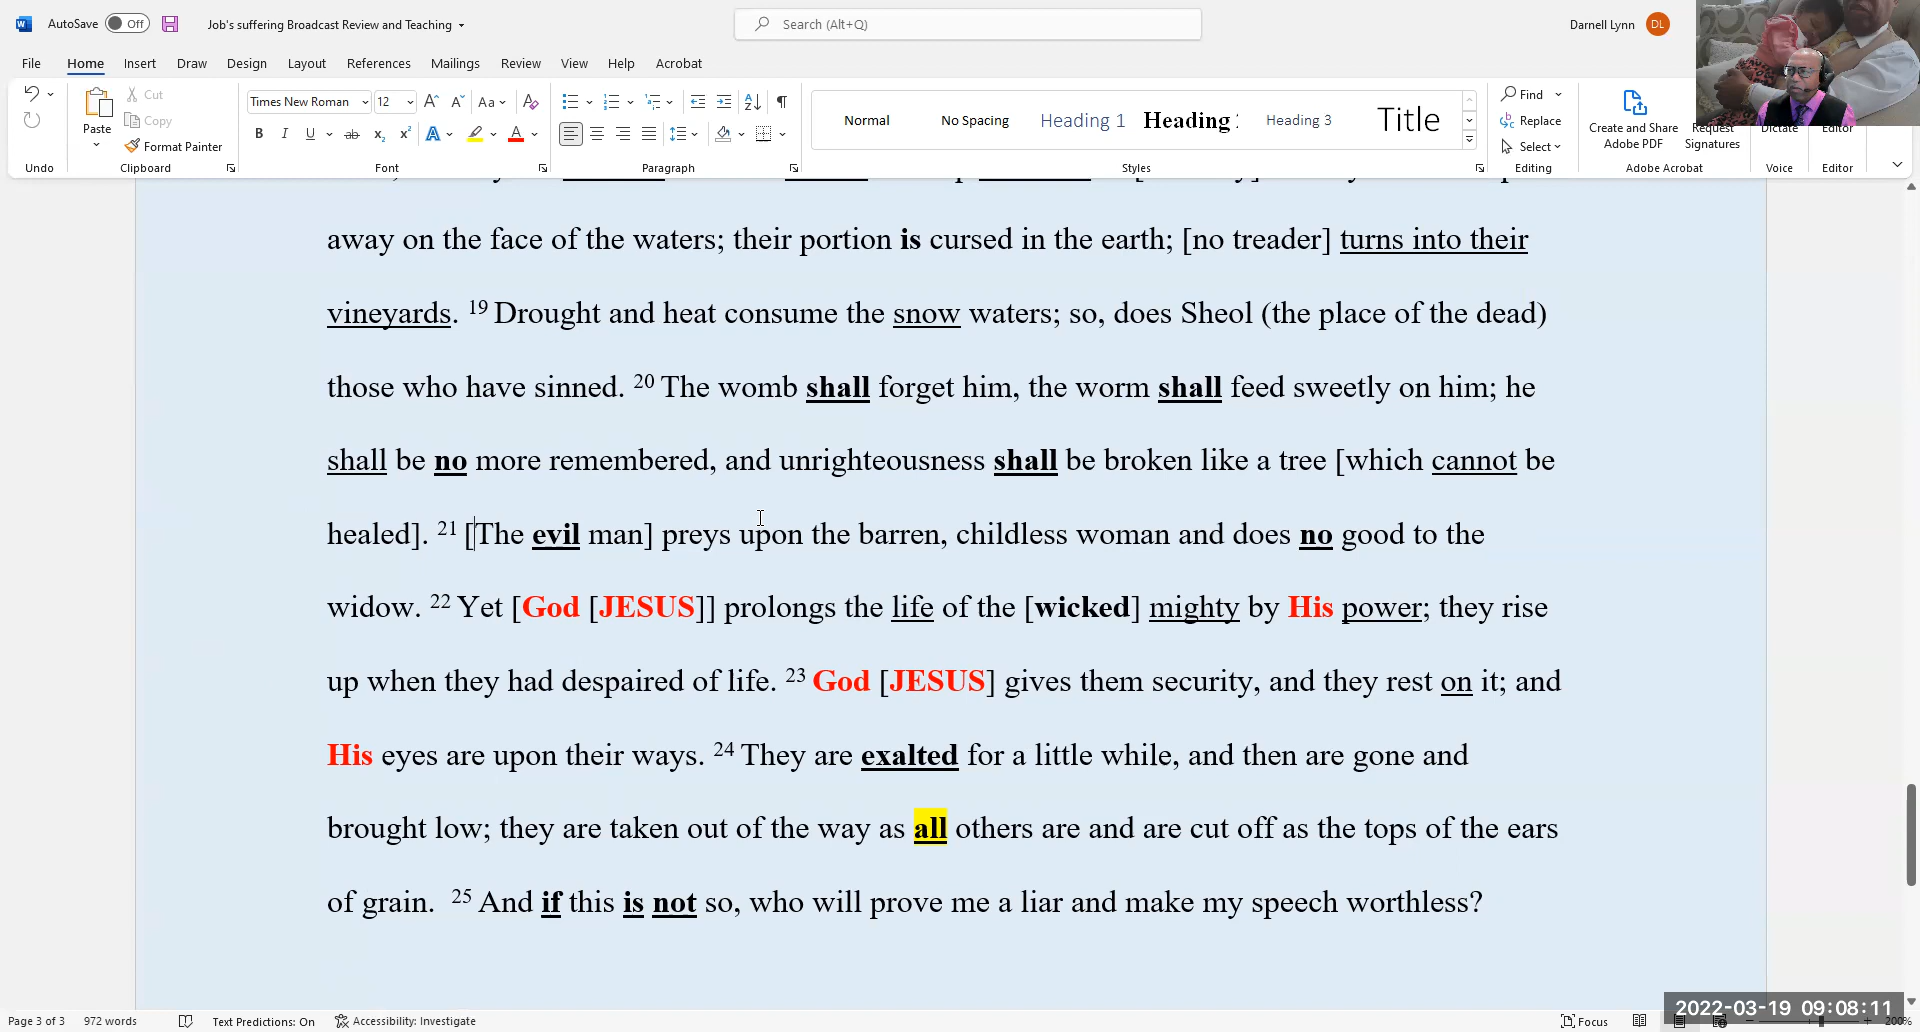 AutoSave Off Job's suffering Broadcast Review and Teaching Search (Alt+Q) Darnell Lynn DL
File Home Insert Draw Design Layout References Mailings Review View Help Acrobat
Paste Cut Copy Format Painter
Times New Roman 12 Aa
Normal No Spacing Heading 1 Heading Heading 3 Title
Find Replace Select
Create and Share Adobe PDF Request Signatures Dictate Editor
Undo Clipboard Font Paragraph Styles Editing Adobe Acrobat Voice Editor
away on the face of the waters; their portion is cursed in the earth; [no treader] turns into their
vineyards. 19 Drought and heat consume the snow waters; so, does Sheol (the place of the dead)
those who have sinned. 20 The womb shall forget him, the worm shall feed sweetly on him; he
shall be no more remembered, and unrighteousness shall be broken like a tree [which cannot be
healed]. 21 [The evil man] preys upon the barren, childless woman and does no good to the
widow. 22 Yet [God [JESUS]] prolongs the life of the [wicked] mighty by His power; they rise
up when they had despaired of life. 23 God [JESUS] gives them security, and they rest on it; and
His eyes are upon their ways. 24 They are exalted for a little while, and then are gone and
brought low; they are taken out of the way as all others are and are cut off as the tops of the ears
of grain. 25 And if this is not so, who will prove me a liar and make my speech worthless?
2022-03-19 09:08:11
Page 3 of 3 972 words Text Predictions: On Accessibility: Investigate Focus 200%